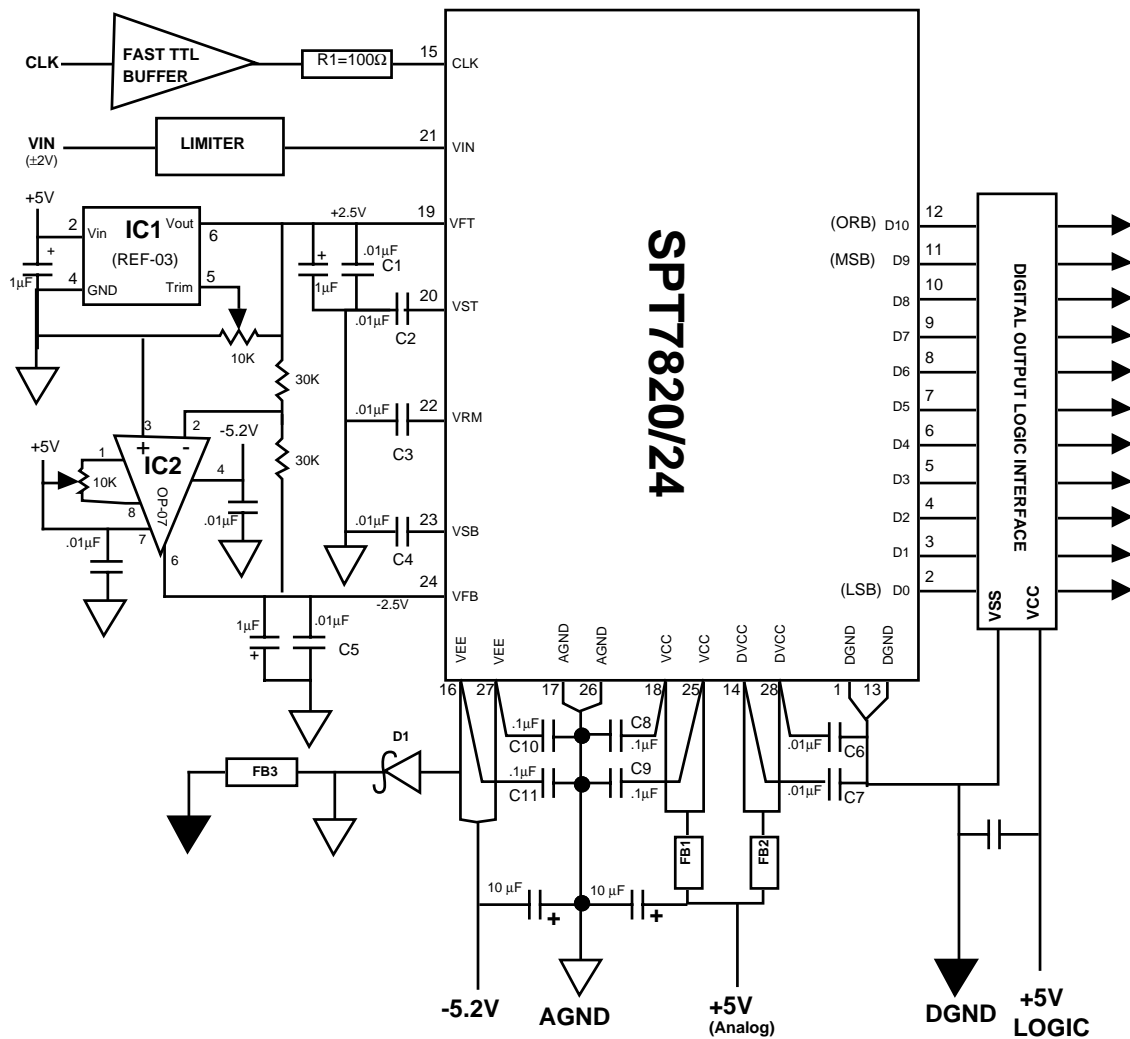 CLK
FAST TTL
BUFFER
R1=100Ω
15
CLK
VIN
(±2V)
LIMITER
21
VIN
+5V
2
Vin
IC1
(REF-03)
Vout
6
4
GND
Trim
5
+
1µF
10K
+2.5V
19
VFT
+
1µF
.01µF
C1
20
VST
.01µF
C2
30K
22
VRM
.01µF
C3
30K
23
VSB
.01µF
C4
24
VFB
-2.5V
3
2
+
-
IC2
OP-07
-5.2V
4
.01µF
+5V
1
10K
8
7
6
.01µF
1µF
+
.01µF
C5
SPT7820/24
(ORB)
D10
12
(MSB)
D9
11
D8
10
D7
9
D6
8
D5
7
D4
6
D3
5
D2
4
D1
3
(LSB)
D0
2
DIGITAL OUTPUT LOGIC INTERFACE
VSS
VCC
VEE
VEE
AGND
AGND
VCC
VCC
DVCC
DVCC
DGND
DGND
16
27
17
26
18
25
14
28
1
13
.1µF
C10
C8
.1µF
.01µF
C6
.1µF
C11
C9
.1µF
.01µF
C7
D1
FB3
FB1
FB2
10 µF
+
10 µF
+
-5.2V
AGND
+5V
(Analog)
DGND
+5V
LOGIC